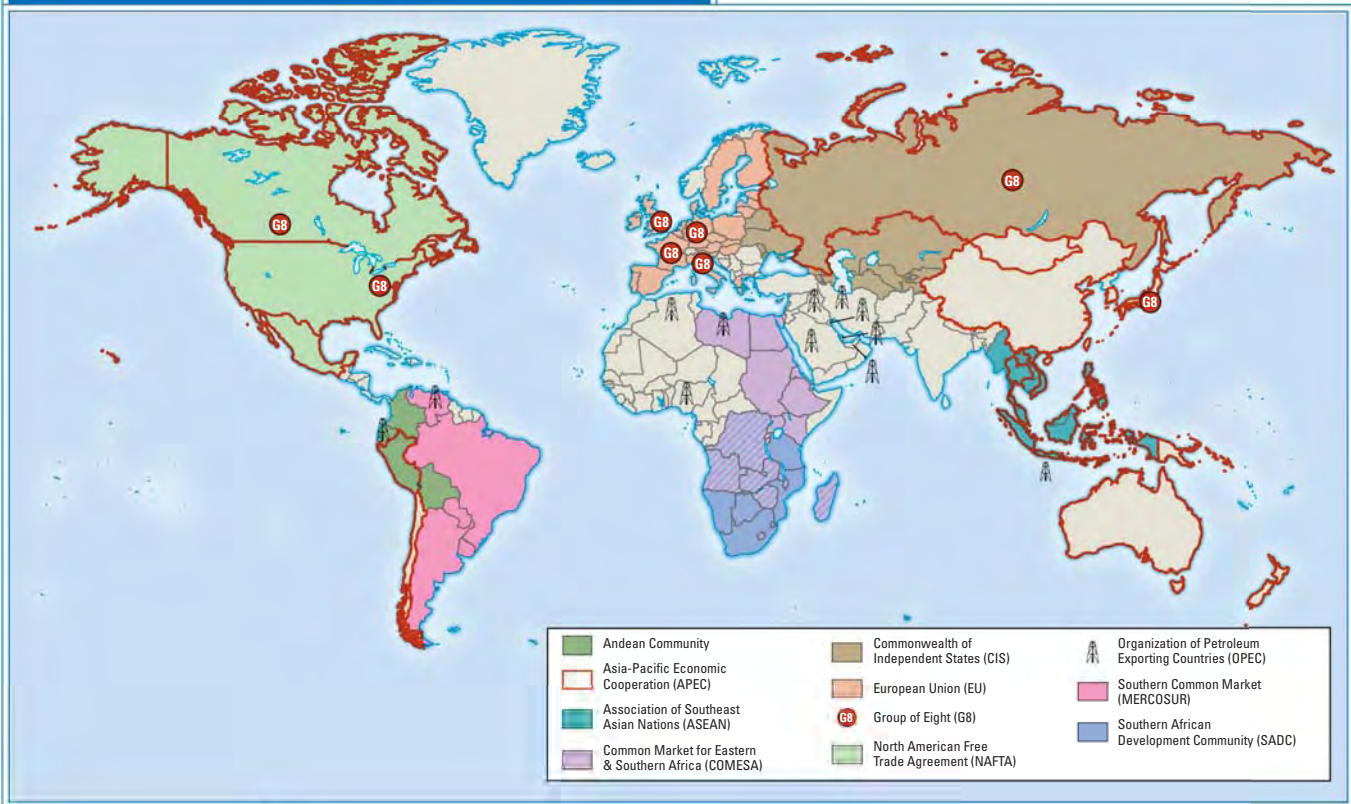 G8
G8
G8
G8
G8
G8
G8
G8
Andean Community
Asia-Pacific Economic
Cooperation (APEC)
Association of Southeast
Asian Nations (ASEAN)
Common Market for Eastern
& Southern Africa (COMESA)
Commonwealth of
Independent States (CIS)
European Union (EU)
G8
Group of Eight (G8)
North American Free
Trade Agreement (NAFTA)
Organization of Petroleum
Exporting Countries (OPEC)
Southern Common Market
(MERCOSUR)
Southern African
Development Community (SADC)